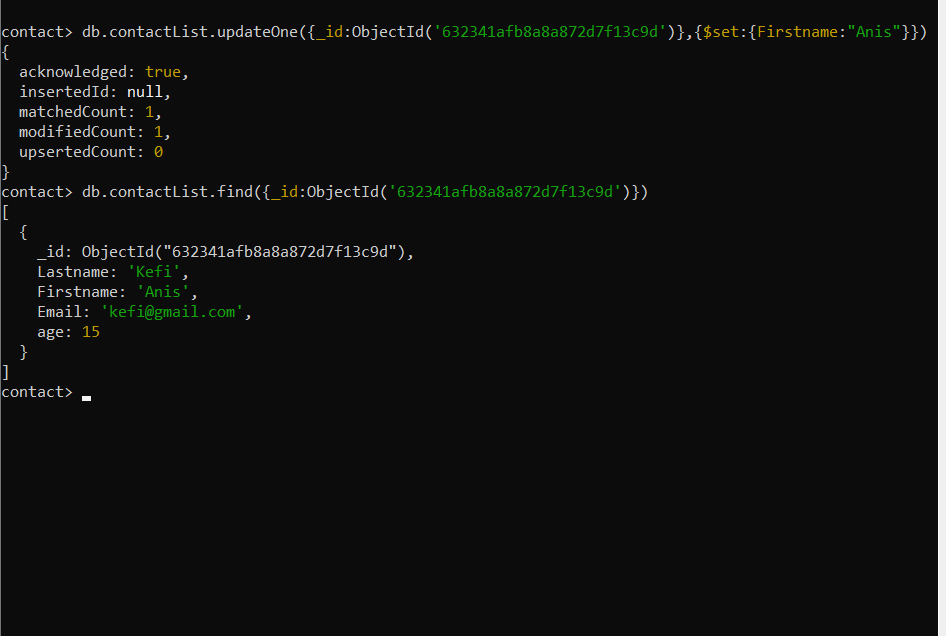 contact> db.contactList.updateOne({_id:ObjectId('632341afb8a8a872d7f13c9d')},{$set:{Firstname:"Anis"}})
{
  acknowledged: true,
  insertedId: null,
  matchedCount: 1,
  modifiedCount: 1,
  upsertedCount: 0
}
contact> db.contactList.find({_id:ObjectId('632341afb8a8a872d7f13c9d')})
[
  {
    _id: ObjectId("632341afb8a8a872d7f13c9d"),
    Lastname: 'Kefi',
    Firstname: 'Anis',
    Email: 'kefi@gmail.com',
    age: 15
  }
]
contact>